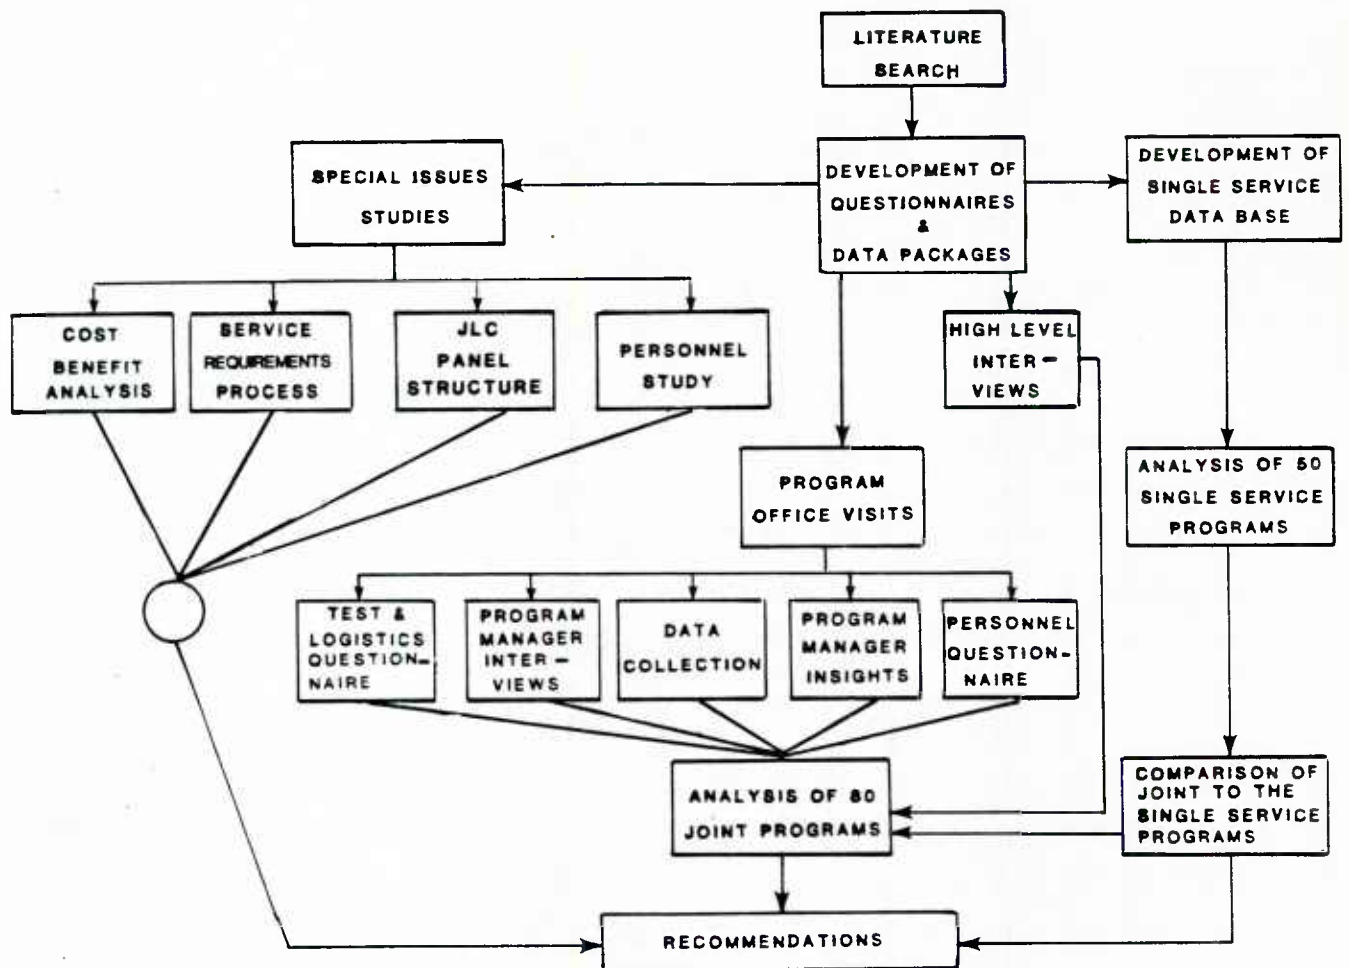 LITERATURE
SEARCH
SPECIAL ISSUES
STUDIES
DEVELOPMENT OF
QUESTIONNAIRES
&
DATA PACKAGES
DEVELOPMENT OF
SINGLE SERVICE
DATA BASE
COST
BENEFIT
ANALYSIS
SERVICE
REQUIREMENTS
PROCESS
JLC
PANEL
STRUCTURE
PERSONNEL
STUDY
HIGH LEVEL
INTER-
VIEWS
PROGRAM
OFFICE VISITS
ANALYSIS OF 50
SINGLE SERVICE
PROGRAMS
TEST &
LOGISTICS
QUESTION-
NAIRE
PROGRAM
MANAGER
INTER-
VIEWS
DATA
COLLECTION
PROGRAM
MANAGER
INSIGHTS
PERSONNEL
QUESTION-
NAIRE
ANALYSIS OF 80
JOINT PROGRAMS
COMPARISON OF
JOINT TO THE
SINGLE SERVICE
PROGRAMS
RECOMMENDATIONS